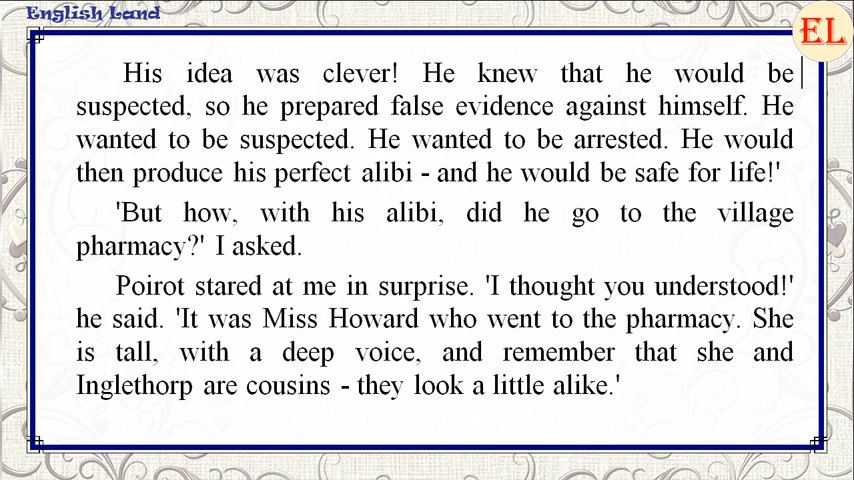 English Land
EL
His idea was clever! He knew that he would be
suspected, so he prepared false evidence against himself. He
wanted to be suspected. He wanted to be arrested. He would
then produce his perfect alibi - and he would be safe for life!'
'But how, with his alibi, did he go to the village
pharmacy?' I asked.
Poirot stared at me in surprise. 'I thought you understood!'
he said. 'It was Miss Howard who went to the pharmacy. She
is tall, with a deep voice, and remember that she and
Inglethorp are cousins - they look a little alike.'